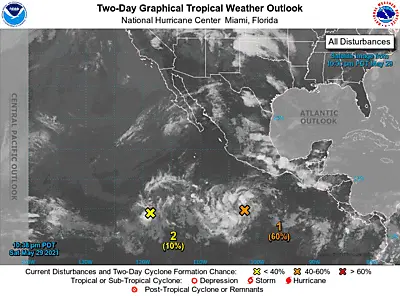 Two-Day Graphical Tropical Weather Outlook
National Hurricane Center Miami, Florida
All Disturbances
CENTRAL PACIFIC OUTLOOK
ATLANTIC
OUTLOOK
1
(60%)
2
(10%)
10:48 pm PDT
Sat May 29 2021
Current Disturbances and Two-Day Cyclone Formation Chance: < 40% 40-60% > 60%
Tropical or Sub-Tropical Cyclone: Depression Storm Hurricane
Post-Tropical Cyclone or Remnants